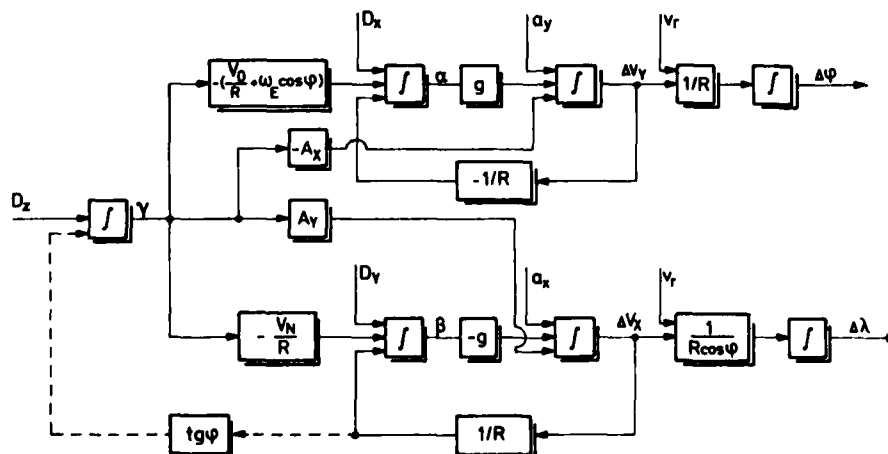 Dx
ay
vr
-(V0/R + ωE cosφ)
∫
α
g
∫
ΔVY
1/R
∫
Δφ
-AX
-1/R
Dz
∫
γ
AY
DY
ax
vr
-VN/R
∫
β
-g
∫
ΔVX
1/Rcosφ
∫
Δλ
tgφ
1/R